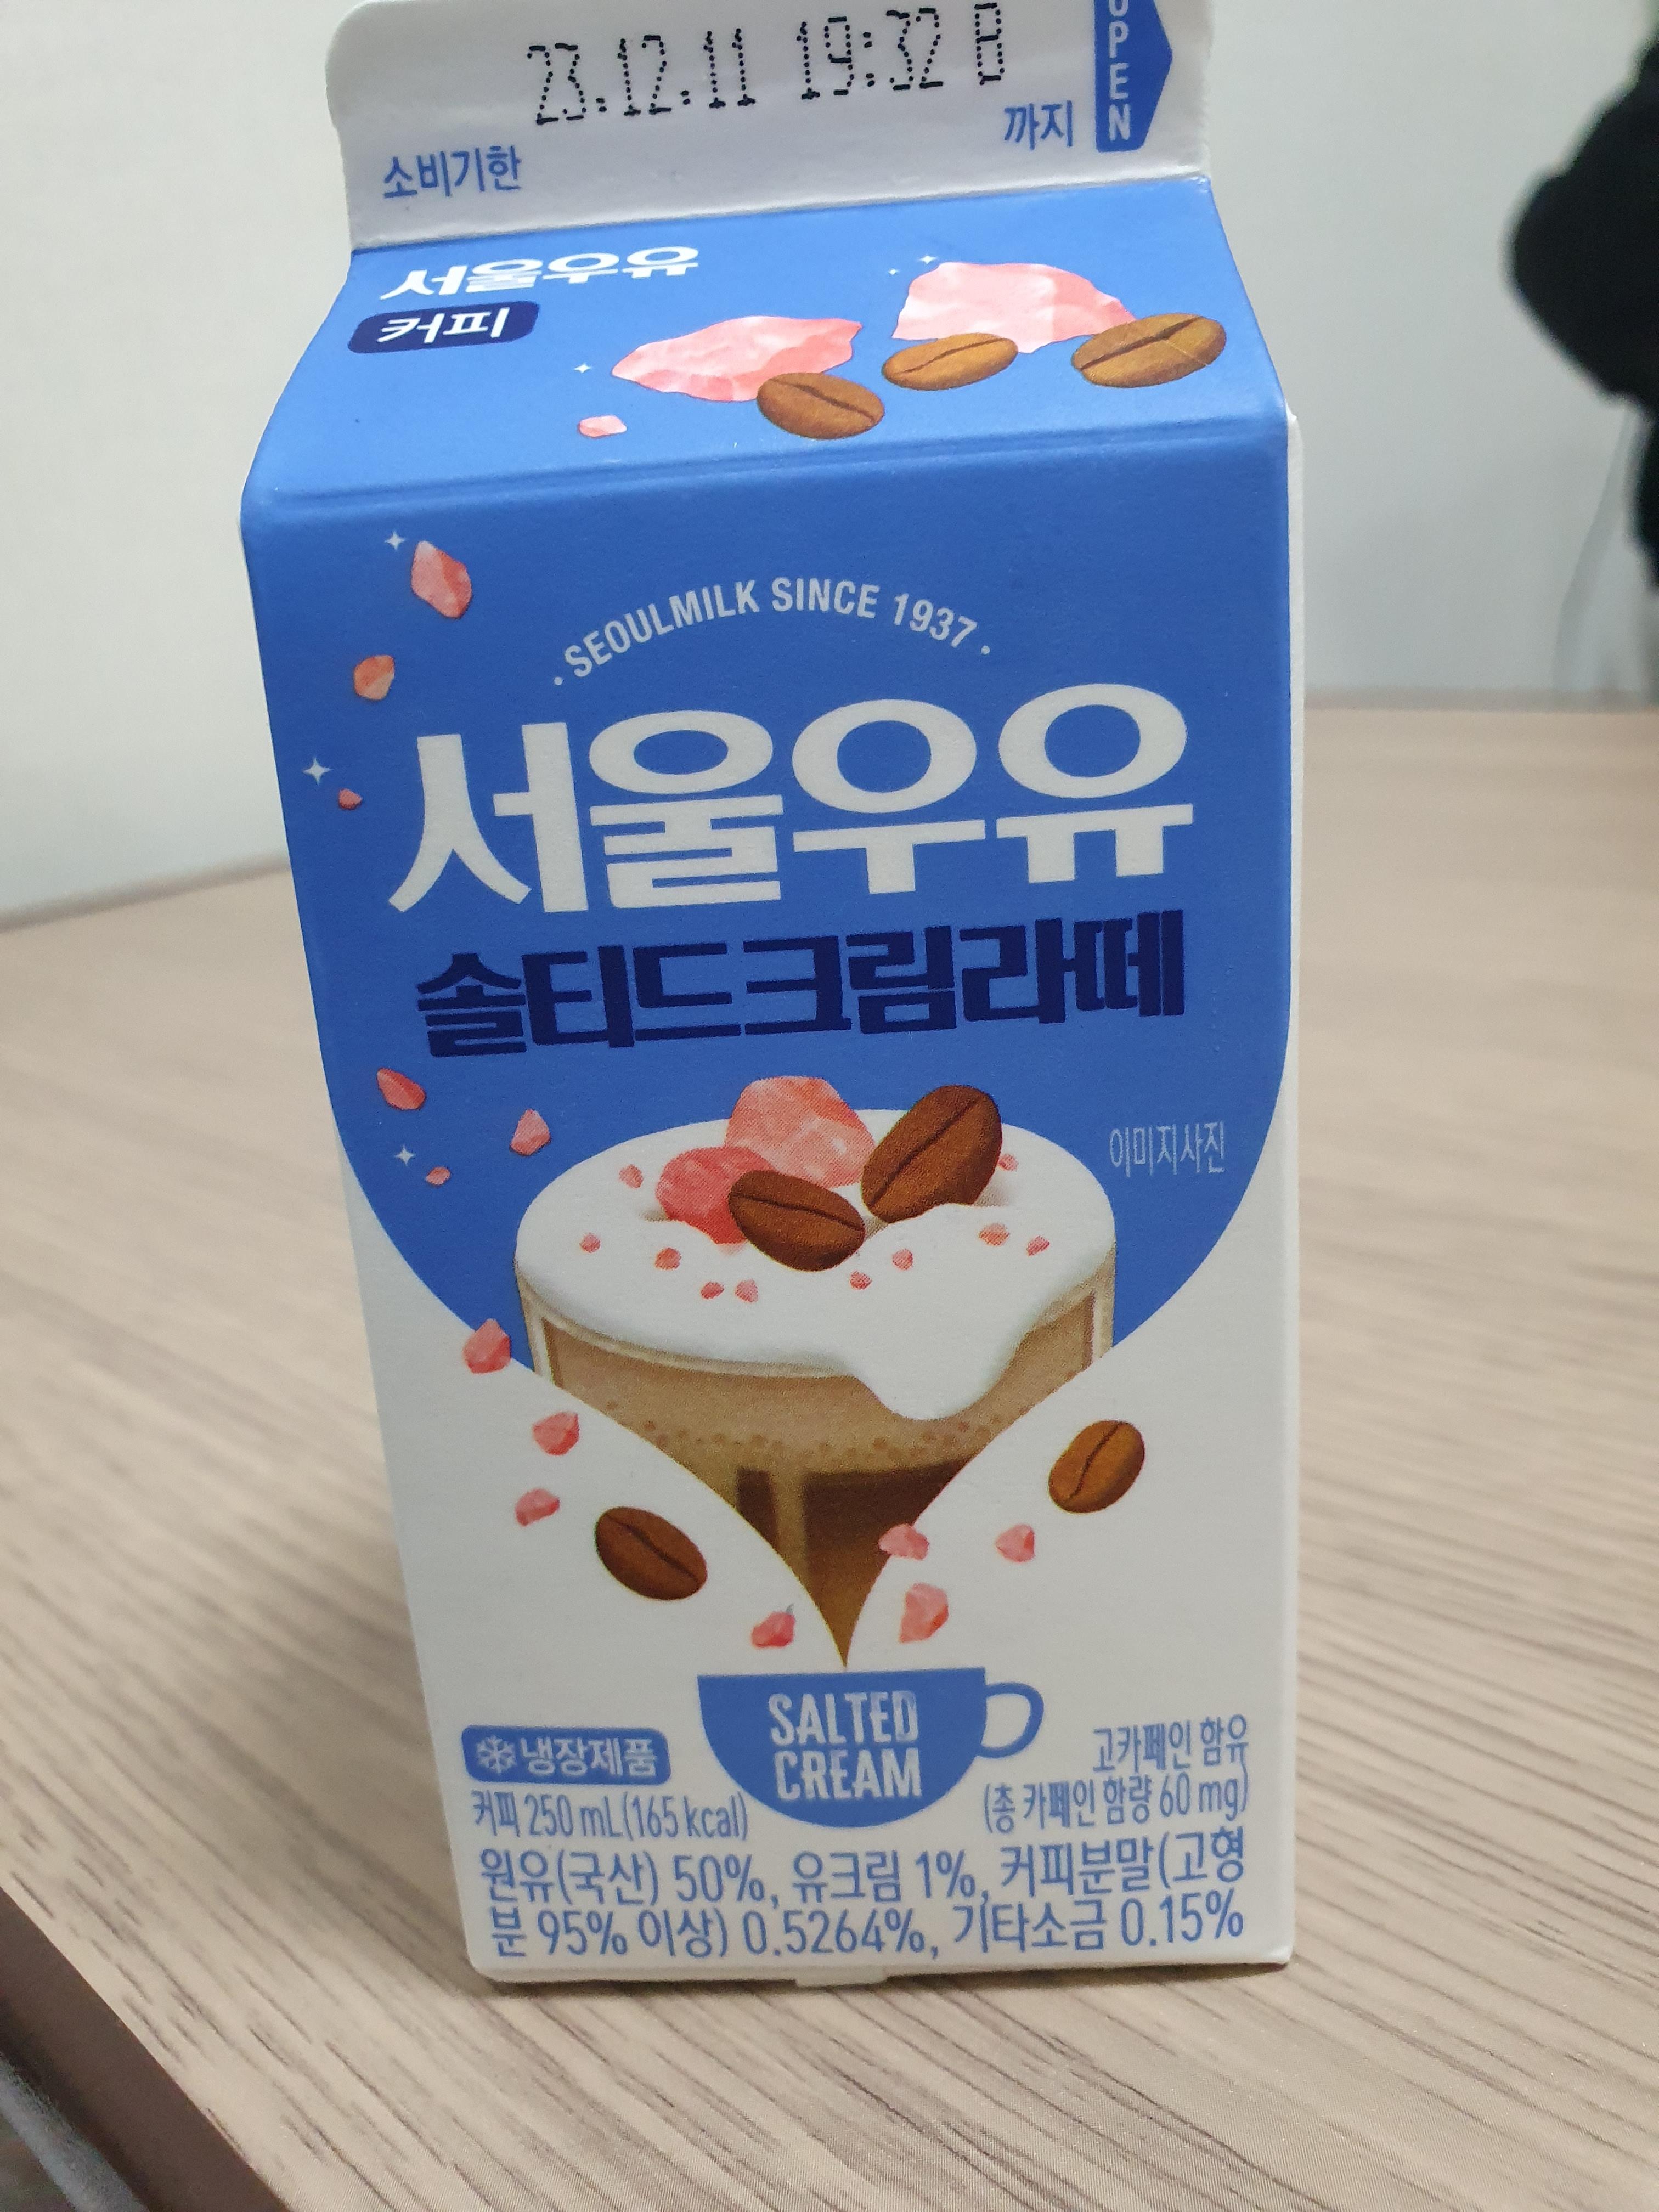 OPEN
23.12.11 19:32 B
소비기한
까지
서울우유
커피
· SEOULMILK SINCE 1937 ·
서울우유
솔티드크림라떼
이미지사진
SALTED
CREAM
냉장제품
커피 250 mL(165 kcal)
고카페인 함유
(총 카페인 함량 60 mg)
원유(국산) 50%, 유크림 1%, 커피분말(고형
분 95% 이상) 0.5264%, 기타소금 0.15%